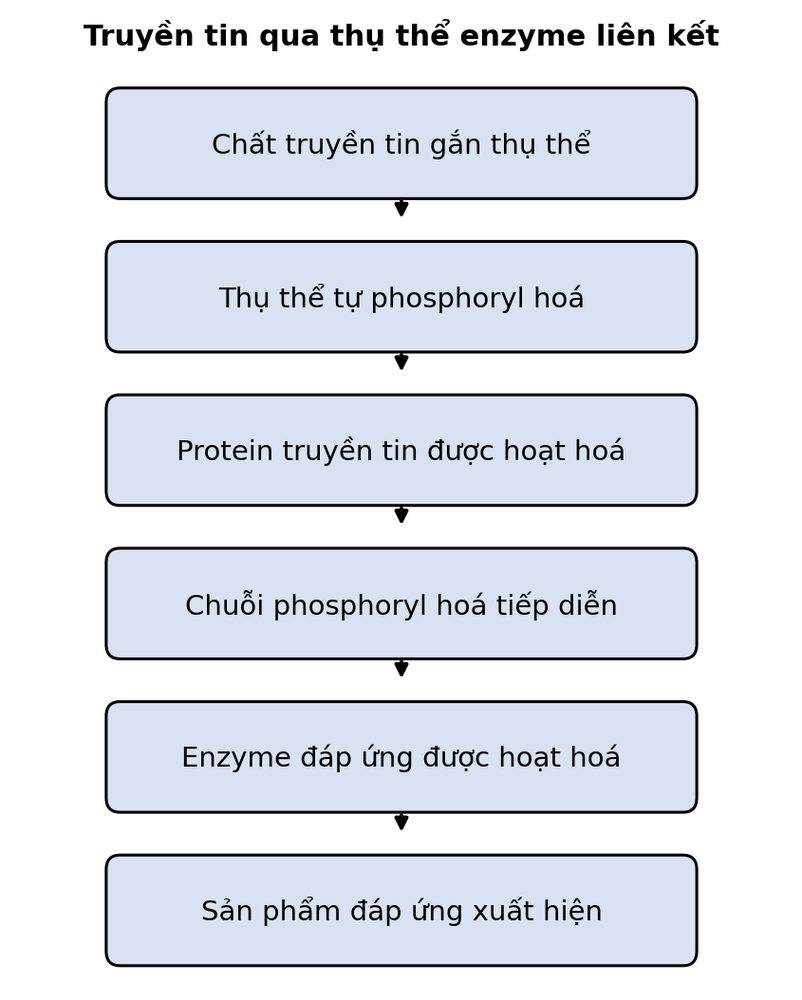 Truyền tin qua thụ thể enzyme liên kết
Chất truyền tin gắn thụ thể
Thụ thể tự phosphoryl hoá
Protein truyền tin được hoạt hoá
Chuỗi phosphoryl hoá tiếp diễn
Enzyme đáp ứng được hoạt hoá
Sản phẩm đáp ứng xuất hiện